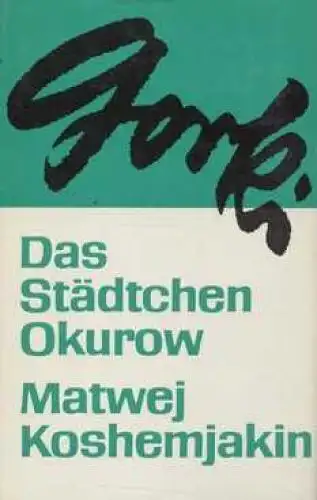 Gorki
Das
Städtchen
Okurow
Matwej
Koshemjakin